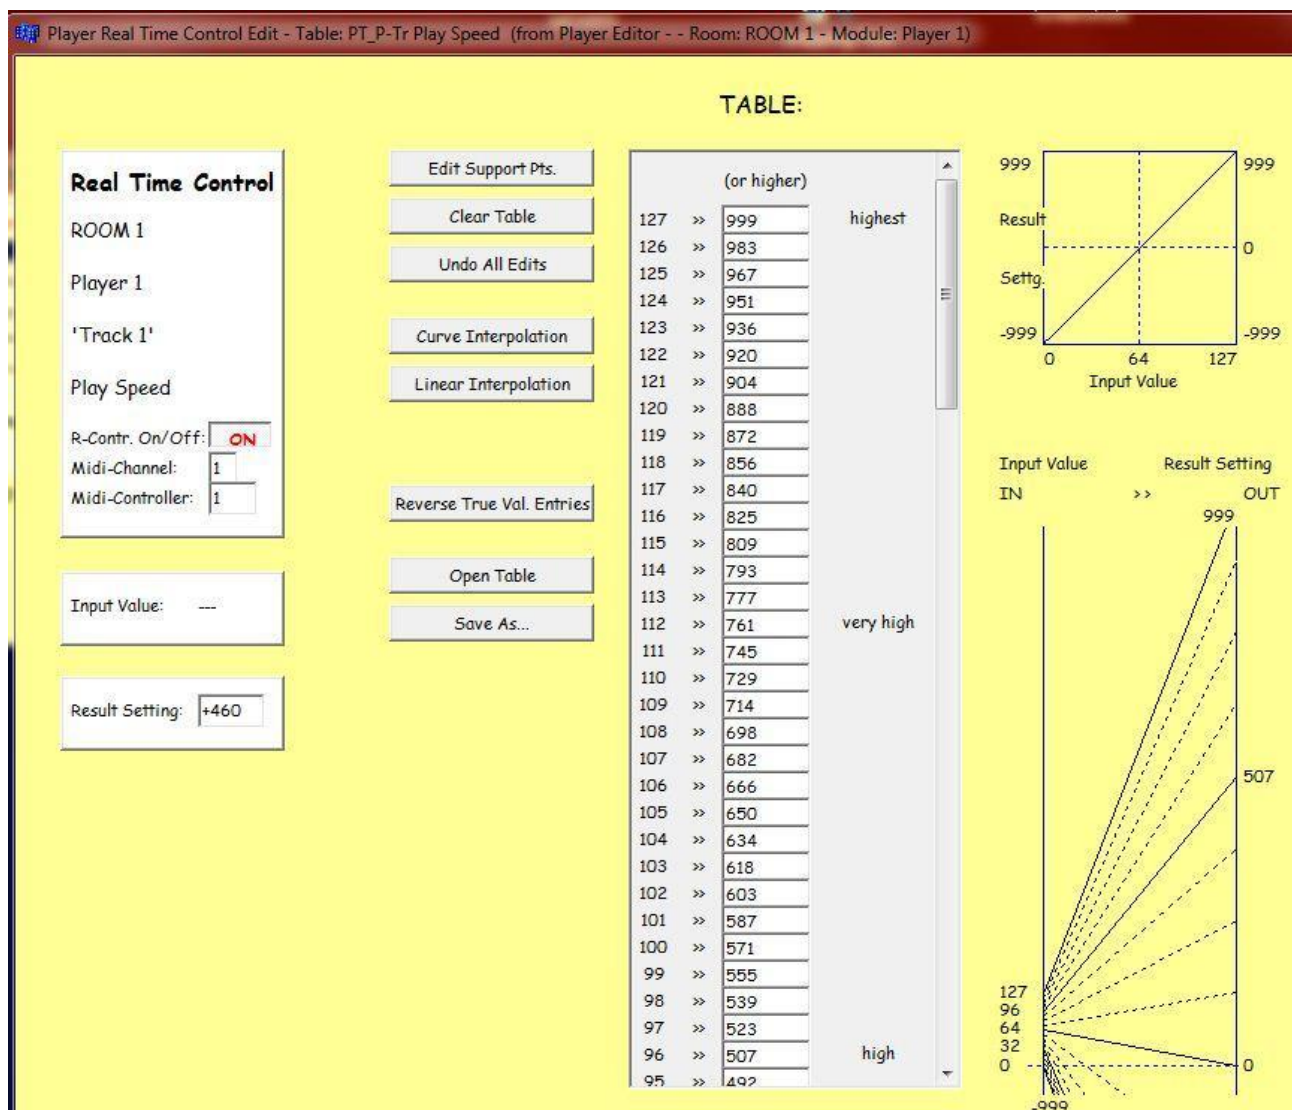 Player Real Time Control Edit - Table: PT_P-Tr Play Speed (from Player Editor - - Room: ROOM 1 - Module: Player 1)
TABLE:
Real Time Control
ROOM 1
Player 1
'Track 1'
Play Speed
R-Contr. On/Off: ON
Midi-Channel: 1
Midi-Controller: 1
Input Value: ---
Result Setting: +460
Edit Support Pts.
Clear Table
Undo All Edits
Curve Interpolation
Linear Interpolation
Reverse True Val. Entries
Open Table
Save As...
(or higher)
127 » 999 highest
126 » 983
125 » 967
124 » 951
123 » 936
122 » 920
121 » 904
120 » 888
119 » 872
118 » 856
117 » 840
116 » 825
115 » 809
114 » 793
113 » 777
112 » 761 very high
111 » 745
110 » 729
109 » 714
108 » 698
107 » 682
106 » 666
105 » 650
104 » 634
103 » 618
102 » 603
101 » 587
100 » 571
99 » 555
98 » 539
97 » 523
96 » 507 high
95 » 492
999 999
Result 0
Settg.
-999 -999
0 64 127
Input Value
Input Value Result Setting
IN >> OUT
999
507
127
96
64
32
0 0
-999